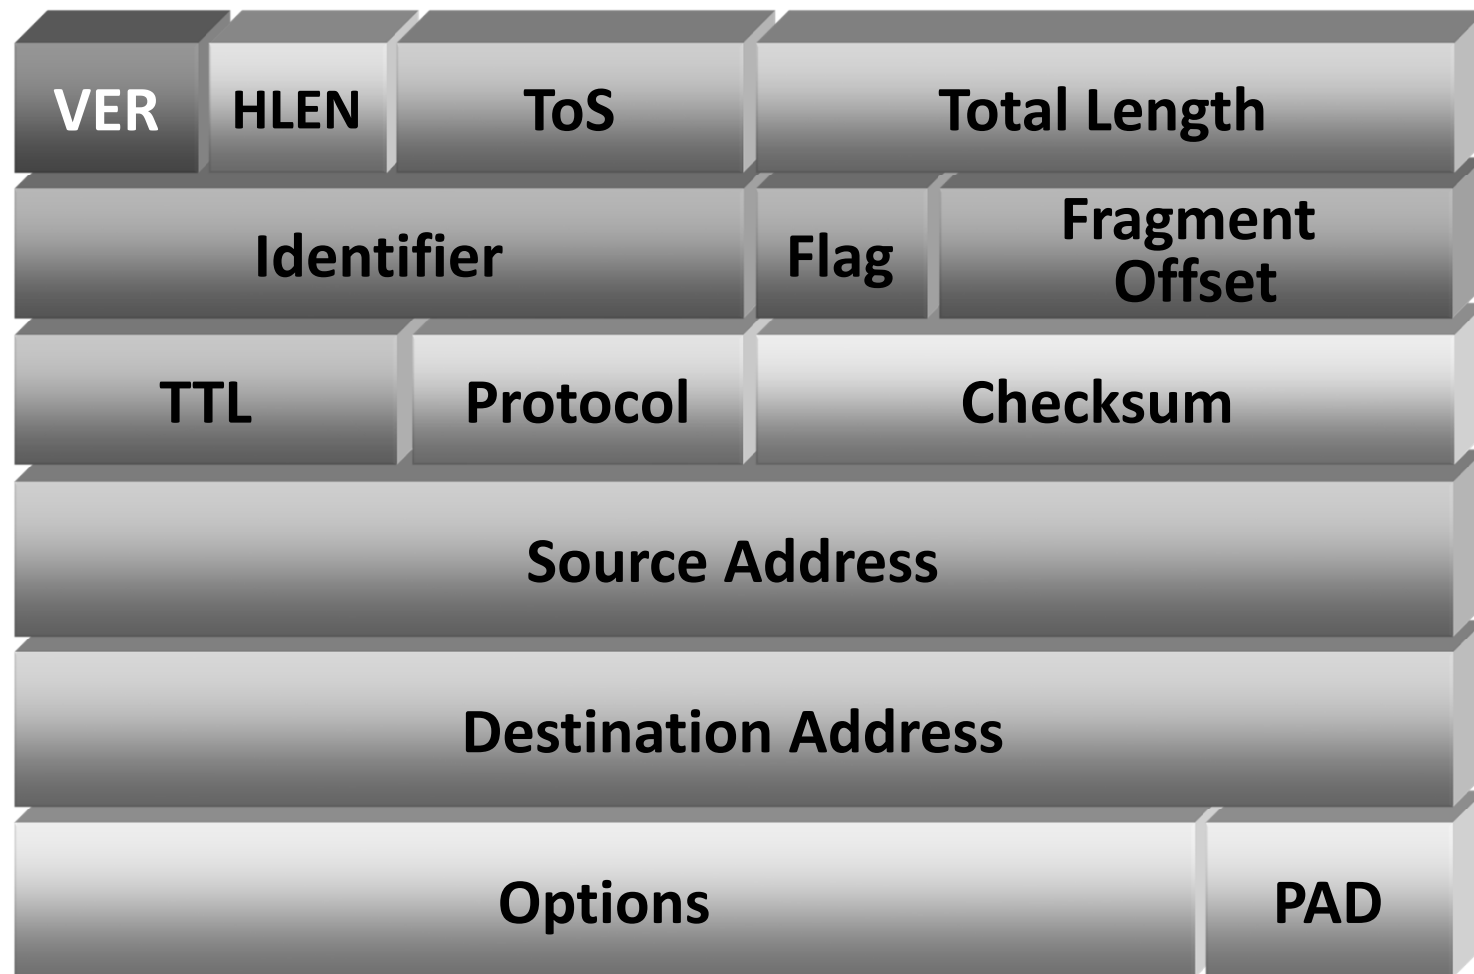 VER HLEN ToS Total Length
Identifier Flag Fragment
Offset
TTL Protocol Checksum
Source Address
Destination Address
Options PAD